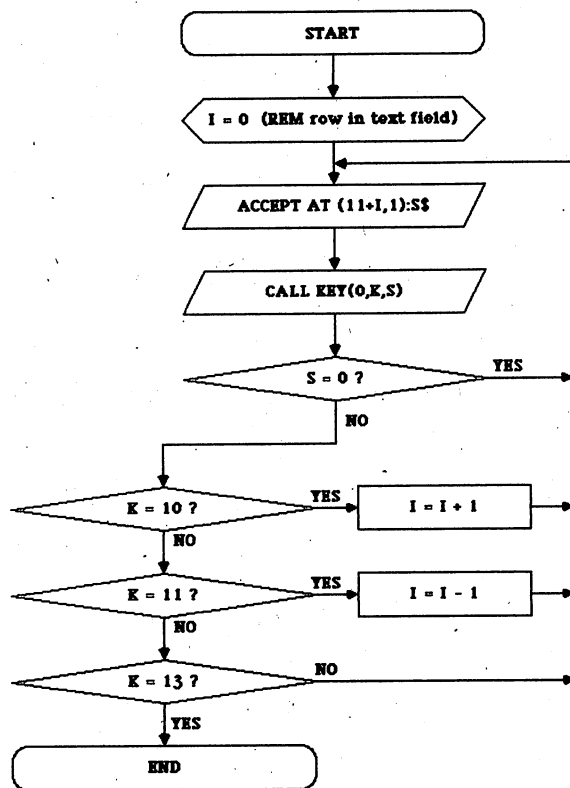 START
I = 0 (REM row in text field)
ACCEPT AT (11+I,1):S$
CALL KEY(0,K,S)
S = 0 ?
YES
NO
K = 10 ?
YES
I = I + 1
NO
K = 11 ?
YES
I = I - 1
NO
K = 13 ?
NO
YES
END